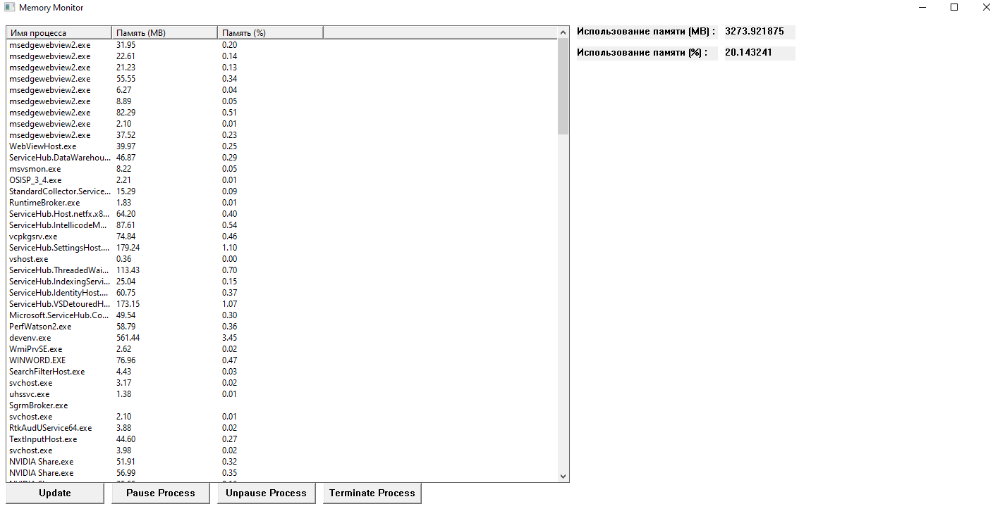 Memory Monitor
Имя процесса Память (MB) Память (%)
Использование памяти (MB) : 3273.921875
msedgewebview2.exe 31.95 0.20
Использование памяти (%) : 20.143241
msedgewebview2.exe 22.61 0.14
msedgewebview2.exe 21.23 0.13
msedgewebview2.exe 55.55 0.34
msedgewebview2.exe 6.27 0.04
msedgewebview2.exe 8.89 0.05
msedgewebview2.exe 82.29 0.51
msedgewebview2.exe 2.10 0.01
msedgewebview2.exe 37.52 0.23
WebViewHost.exe 39.97 0.25
ServiceHub.DataWarehou... 46.87 0.29
msvsmon.exe 8.22 0.05
OSISP_3_4.exe 2.21 0.01
StandardCollector.Service... 15.29 0.09
RuntimeBroker.exe 1.83 0.01
ServiceHub.Host.netfx.x8... 64.20 0.40
ServiceHub.IntellicodeM... 87.61 0.54
vcpkgsrv.exe 74.84 0.46
ServiceHub.SettingsHost.... 179.24 1.10
vshost.exe 0.36 0.00
ServiceHub.ThreadedWai... 113.43 0.70
ServiceHub.IndexingServi... 25.04 0.15
ServiceHub.IdentityHost.... 60.75 0.37
ServiceHub.VSDetouredH... 173.15 1.07
Microsoft.ServiceHub.Co... 49.54 0.30
PerfWatson2.exe 58.79 0.36
devenv.exe 561.44 3.45
WmiPrvSE.exe 2.62 0.02
WINWORD.EXE 76.96 0.47
SearchFilterHost.exe 4.43 0.03
svchost.exe 3.17 0.02
uhssvc.exe 1.38 0.01
SgrmBroker.exe
svchost.exe 2.10 0.01
RtkAudUService64.exe 3.88 0.02
TextInputHost.exe 44.60 0.27
svchost.exe 3.98 0.02
NVIDIA Share.exe 51.91 0.32
NVIDIA Share.exe 56.99 0.35
Update Pause Process Unpause Process Terminate Process